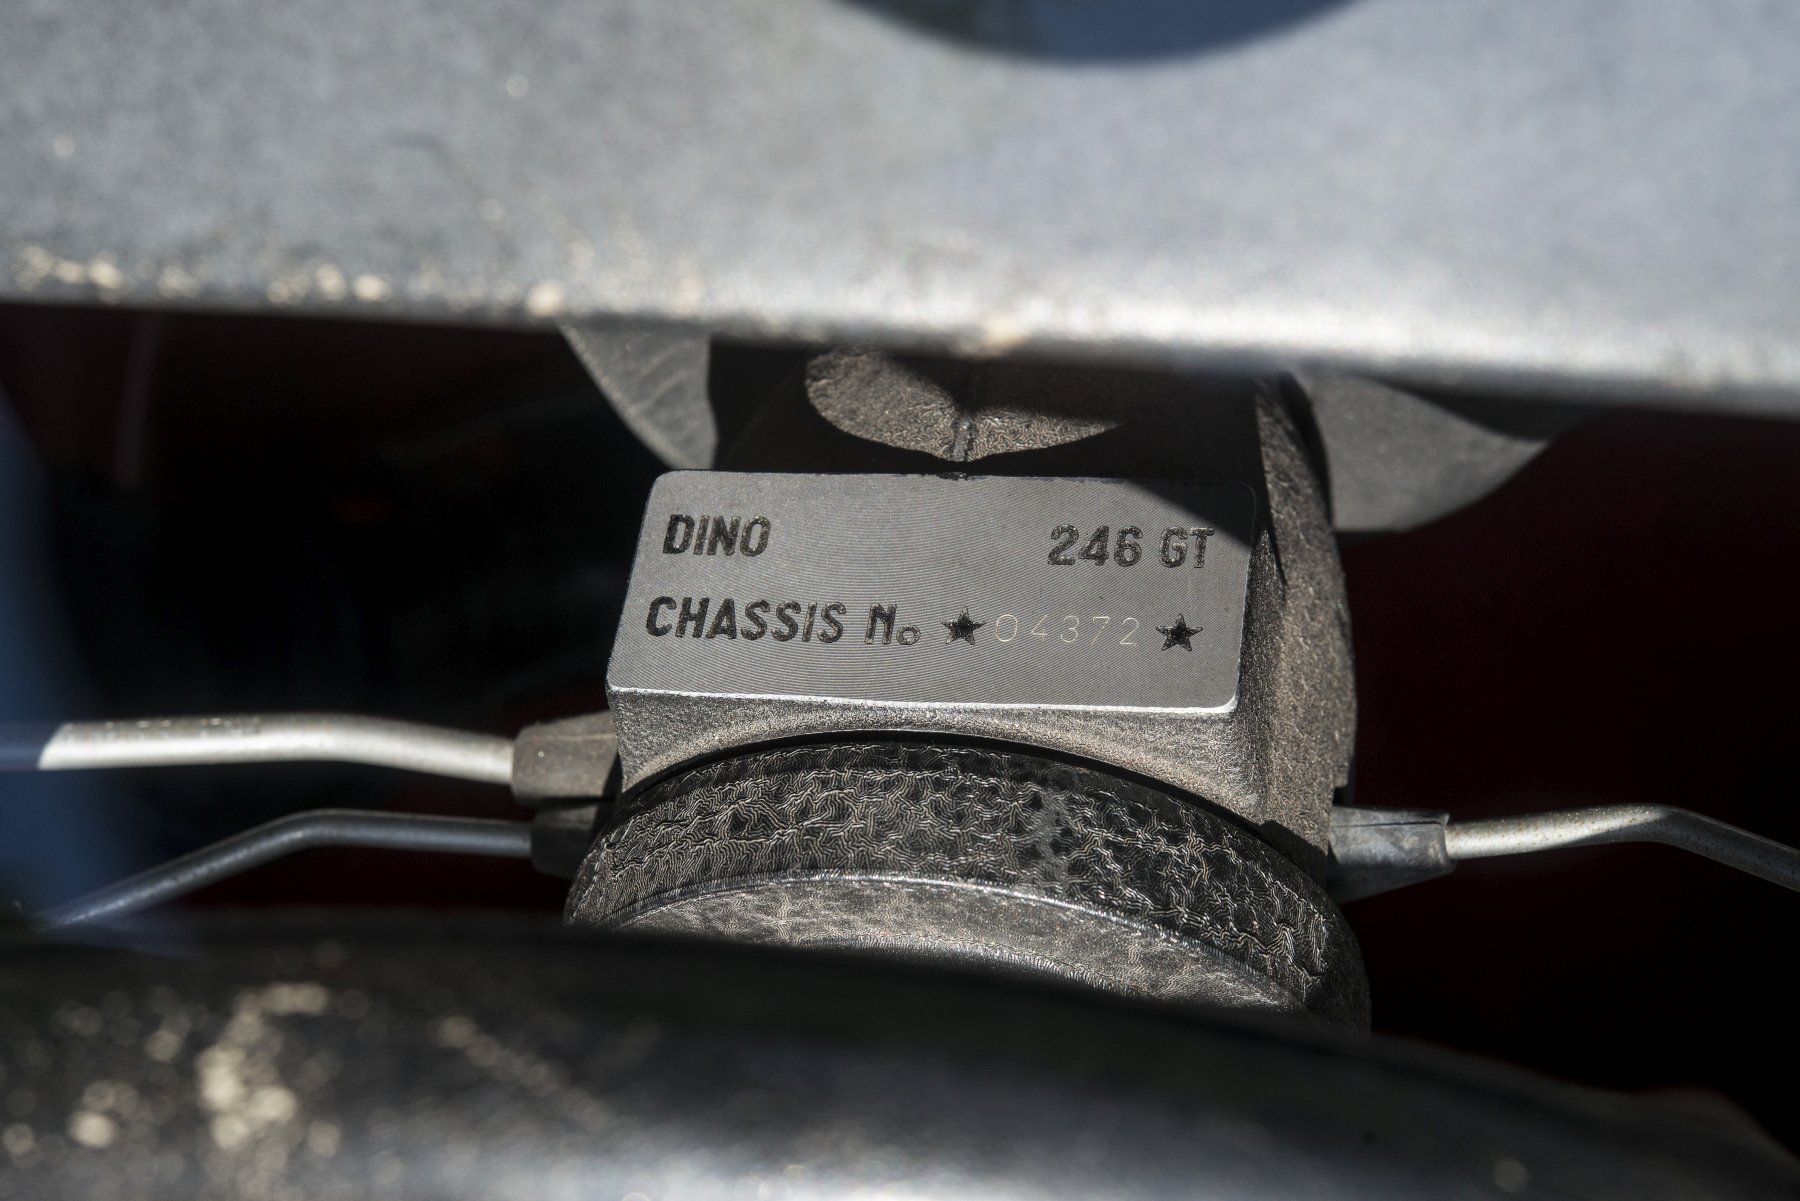 DINO 246 GT
CHASSIS No ★04372★